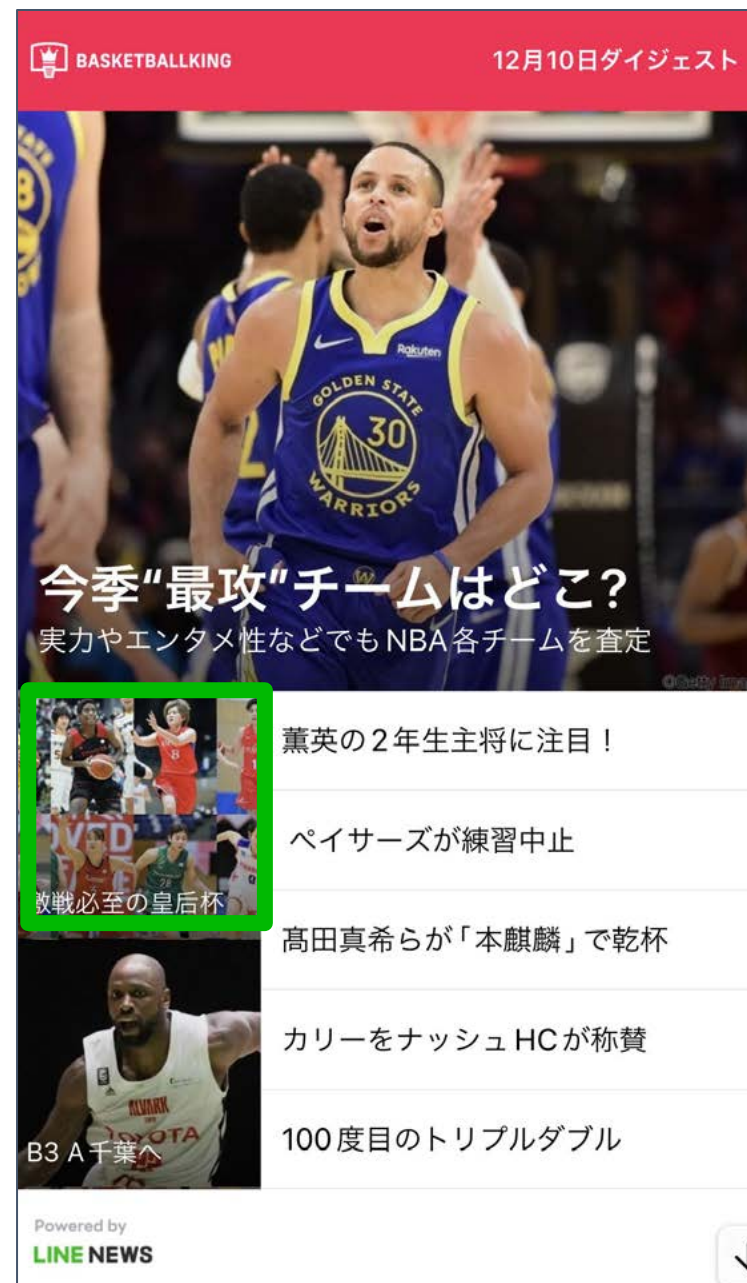 BASKETBALLKING
12月10日ダイジェスト
Rakuten
GOLDEN STATE
30
WARRIORS
今季“最攻”チームはどこ?
実力やエンタメ性などでもNBA各チームを査定
激戦必至の皇后杯
薫英の2年生主将に注目！
ペイサーズが練習中止
髙田真希らが「本麒麟」で乾杯
カリーをナッシュHCが称賛
100度目のトリプルダブル
ALVARK
TOYOTA
B3 A千葉へ
Powered by
LINE NEWS